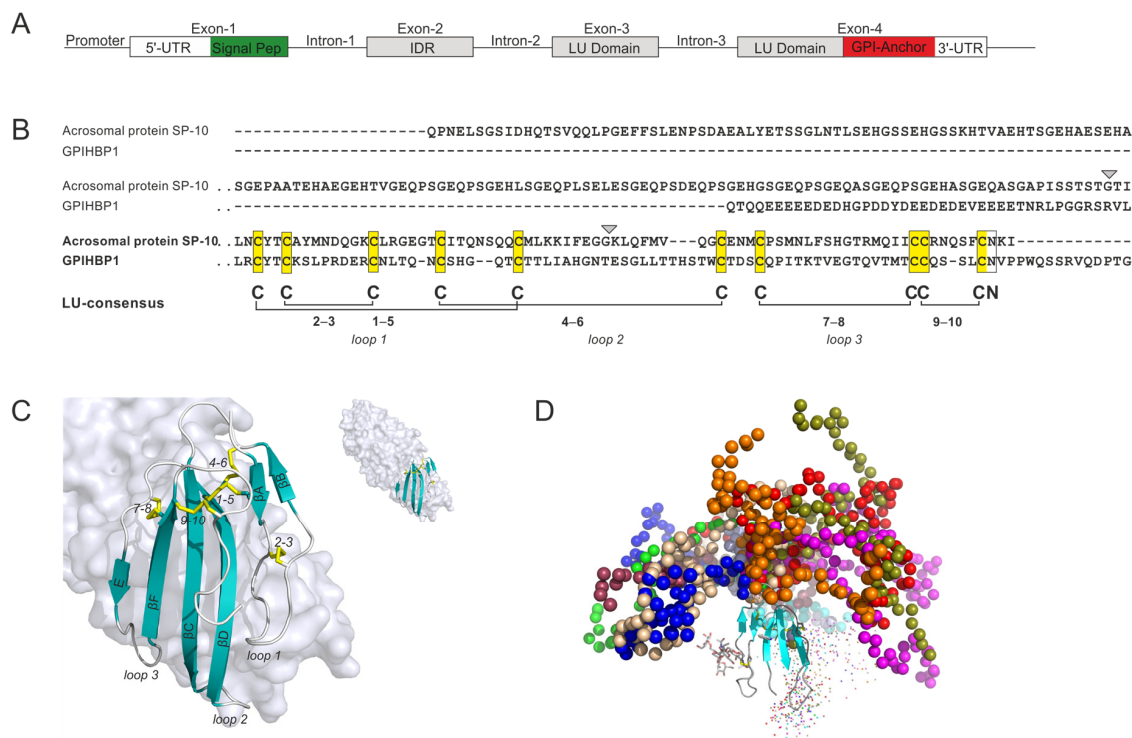 A
Exon-1 Exon-2 Exon-3 Exon-4
Promoter 5'-UTR Signal Pep Intron-1 IDR Intron-2 LU Domain Intron-3 LU Domain GPI-Anchor 3'-UTR
B
Acrosomal protein SP-10 --------------------QPNELSGSIDHQTSVQQLPGEFFSLENPSDAEALYETSSGLNTLSEHGSSEHGSSKHTVAEHTSGEHAESEHA
GPIHBP1 ----------------------------------------------------------------------------------------------
Acrosomal protein SP-10 ..SGEPAATEHAEGEHTVGEQPSGEQPSGEHLSGEQPLSELESGEQPSDEQPSGEHGSGEQPSGEQASGEQPSGEHASGEQASGAPISSTSTGTI
GPIHBP1 ..---------------------------------------------------QTQQEEEEEDEDHGPDDYDEEDEDEVEEEETNRLPGGRSRVL
Acrosomal protein SP-10 ..LNCYTCAYMNDQGKCLRGEGTCITQNSQQCMLKKIFEGGKLQFMV---QGCENMCPSMNLFSHGTRMQIICCRNQSFCNKI------------
GPIHBP1 ..LRCYTCKSLPRDERCNLTQ-NCSHG--QTCTTLIAHGNTESGLLTTHSTWCTDSCQPITKTVEGTQVTMTCCQS-SLCNVPPWQSSRVQDPTG
LU-consensus C C C C C C C CC CN
2–3 1–5 4–6 7–8 9–10
loop 1 loop 2 loop 3
C
4-6
βA
βB
1-5
7-8
9-10
2-3
E
βF
βC
βD
loop 1
loop 3
loop 2
D